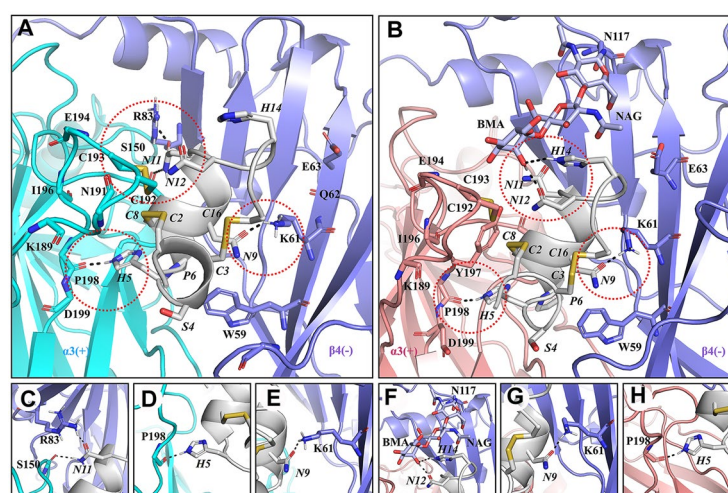 A
R83
H14
E194
S150
C193
N11
E63
I196
N191
N12
C192
Q62
C8
C2
C16
K189
K61
N9
P198
H5
P6
C3
D199
S4
W59
α3(+)
β4(-)
B
N117
BMA
NAG
H14
E194
C193
N11
E63
C192
N12
C8
K61
I196
C2
C16
Y197
C3
N9
K189
P6
P198
H5
D199
W59
S4
α3(+)
β4(-)
C
R83
S150
N11
D
P198
H5
E
K61
N9
F
N117
BMA
NAG
H14
N12
G
K61
N9
H
P198
H5